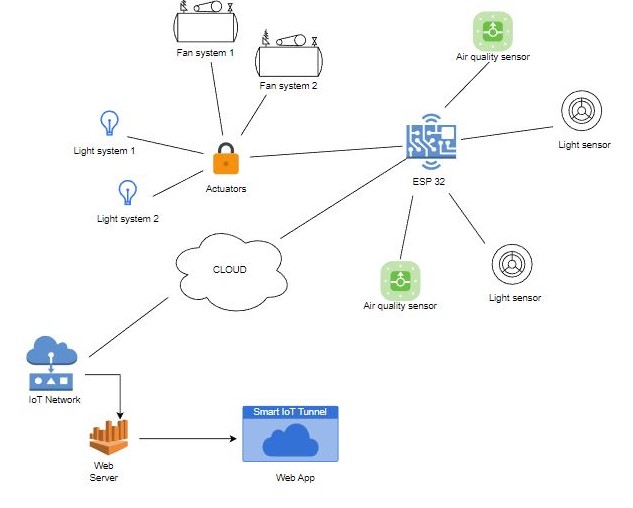 Fan system 1
Air quality sensor
Fan system 2
Light system 1
Light sensor
Actuators
ESP 32
Light system 2
CLOUD
Air quality sensor
Light sensor
IoT Network
Smart IoT Tunnel
Web
Server
Web App